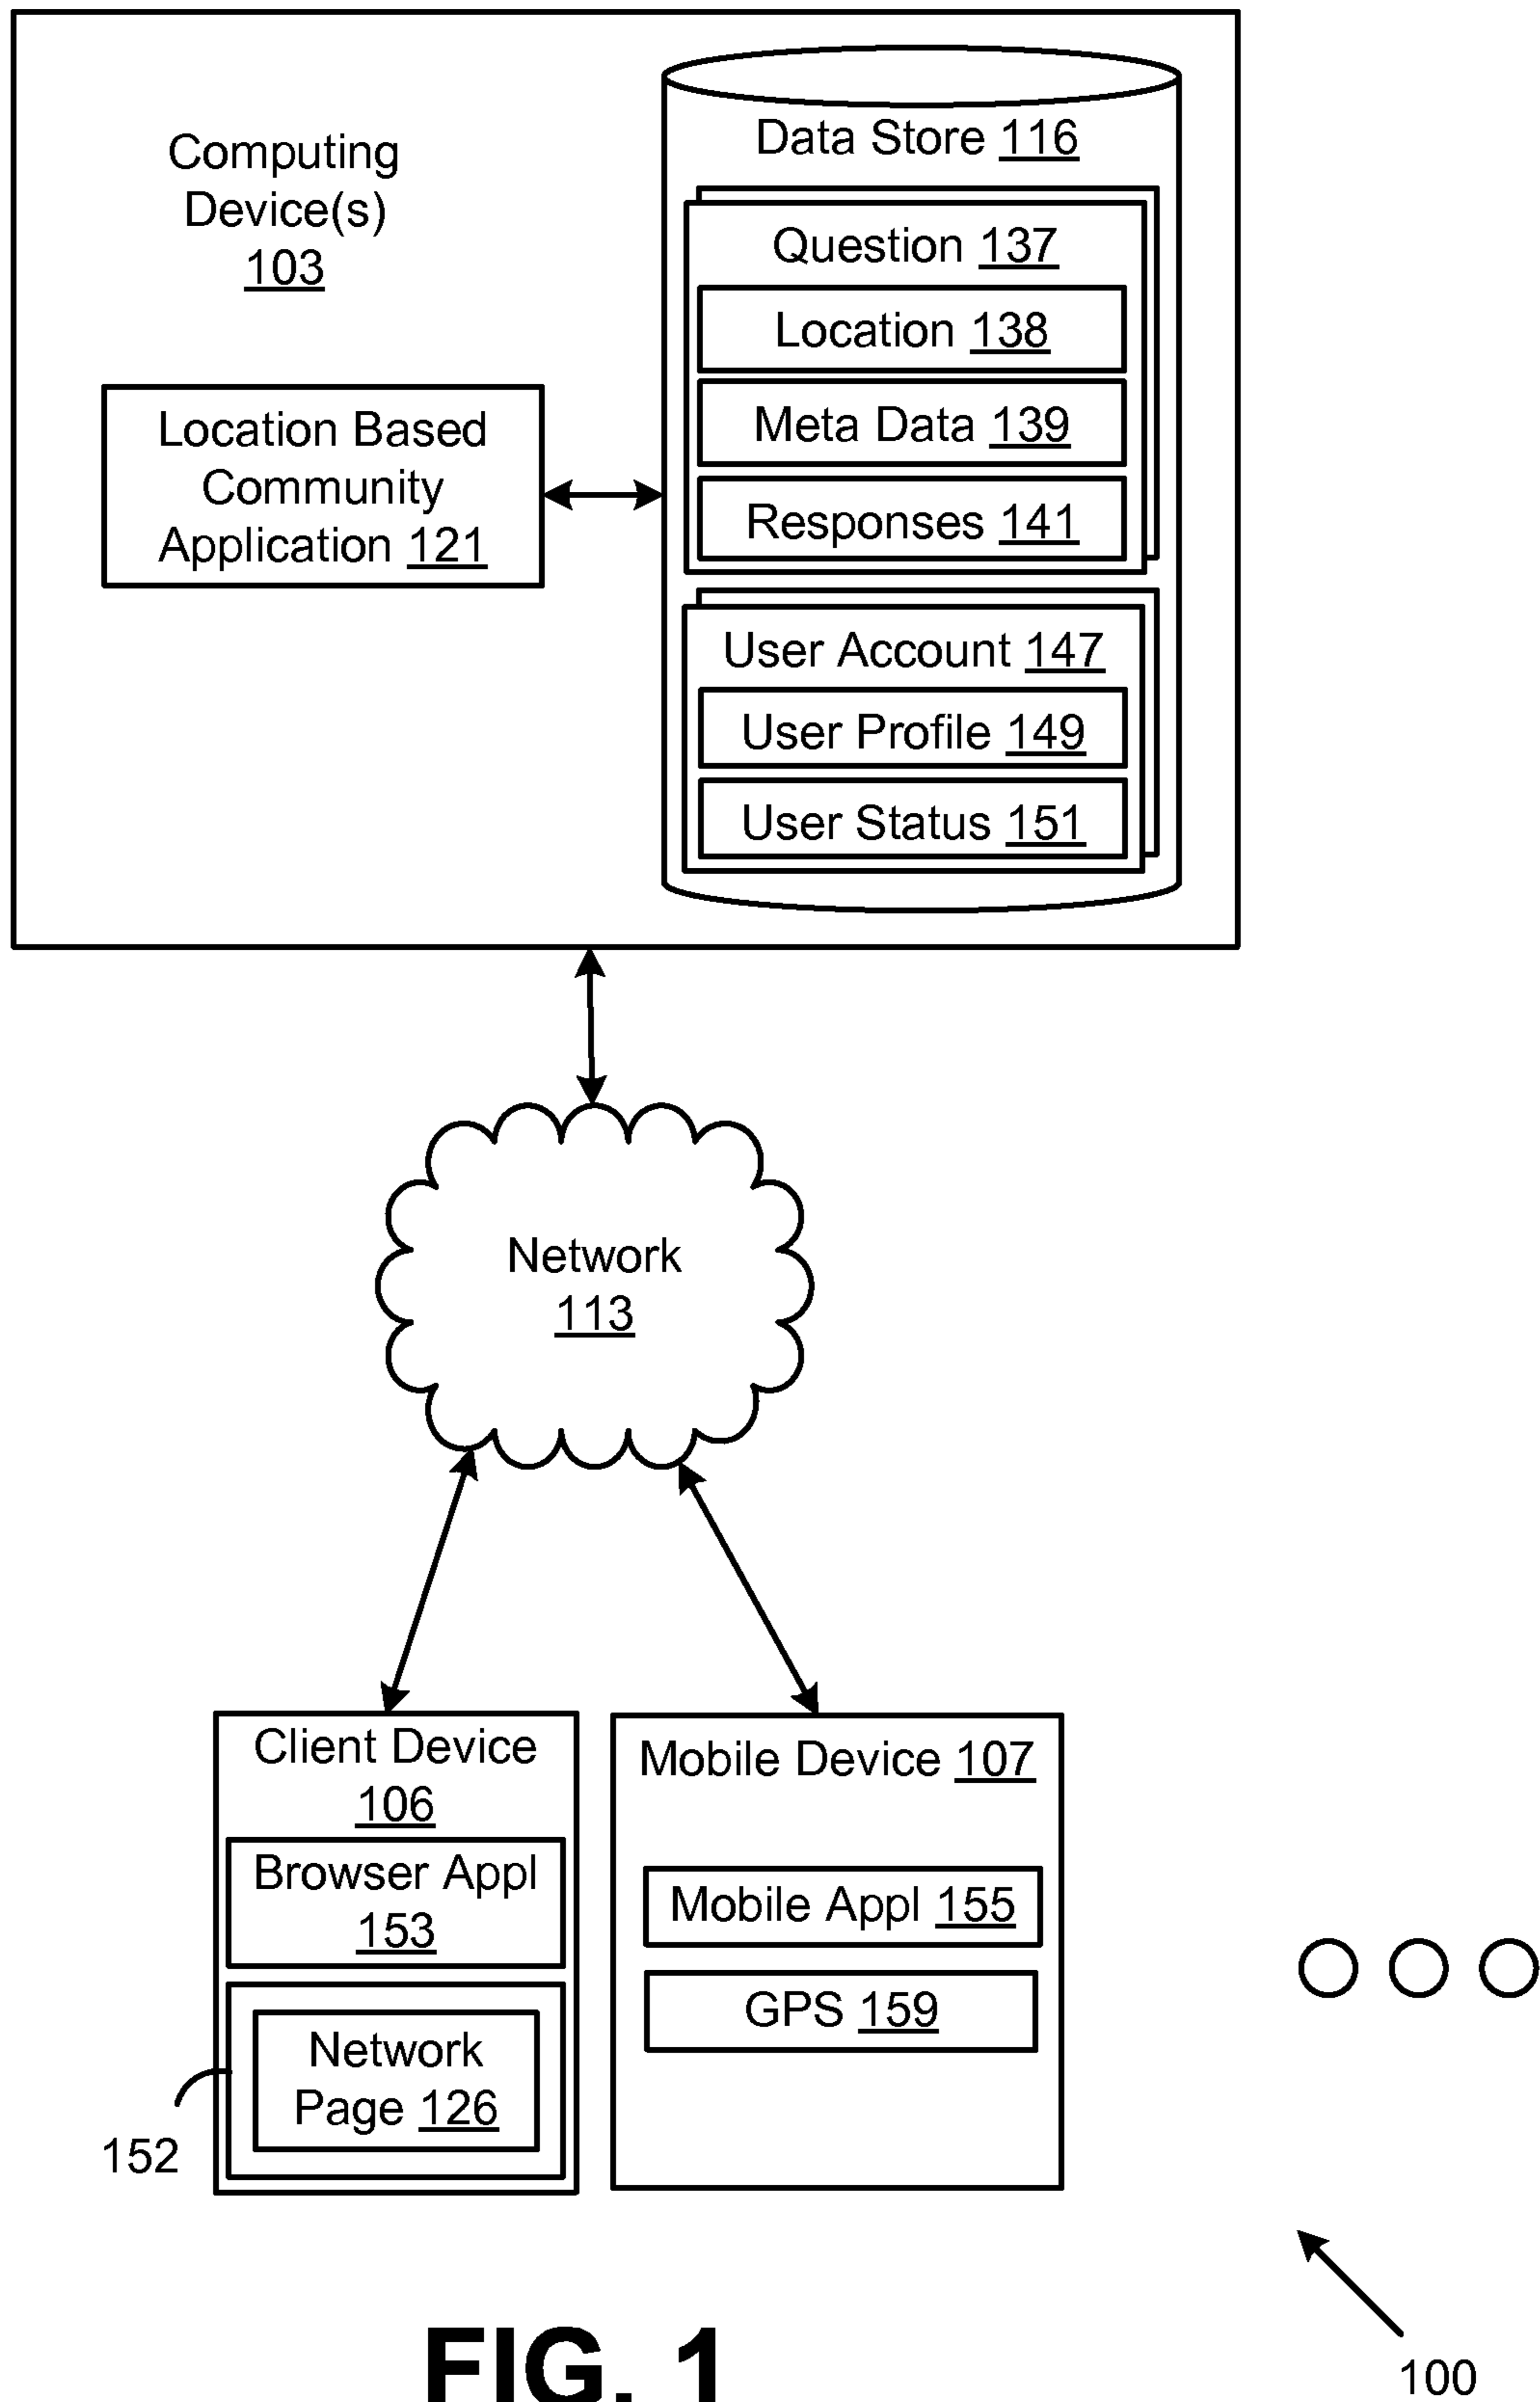 Computing
Device(s)
103
Data Store 116
Question 137
Location 138
Meta Data 139
Responses 141
Location Based
Community
Application 121
User Account 147
User Profile 149
User Status 151
Network
113
Client Device
106
Browser Appl
153
Network
Page 126
152
Mobile Device 107
Mobile Appl 155
GPS 159
100
FIG. 1